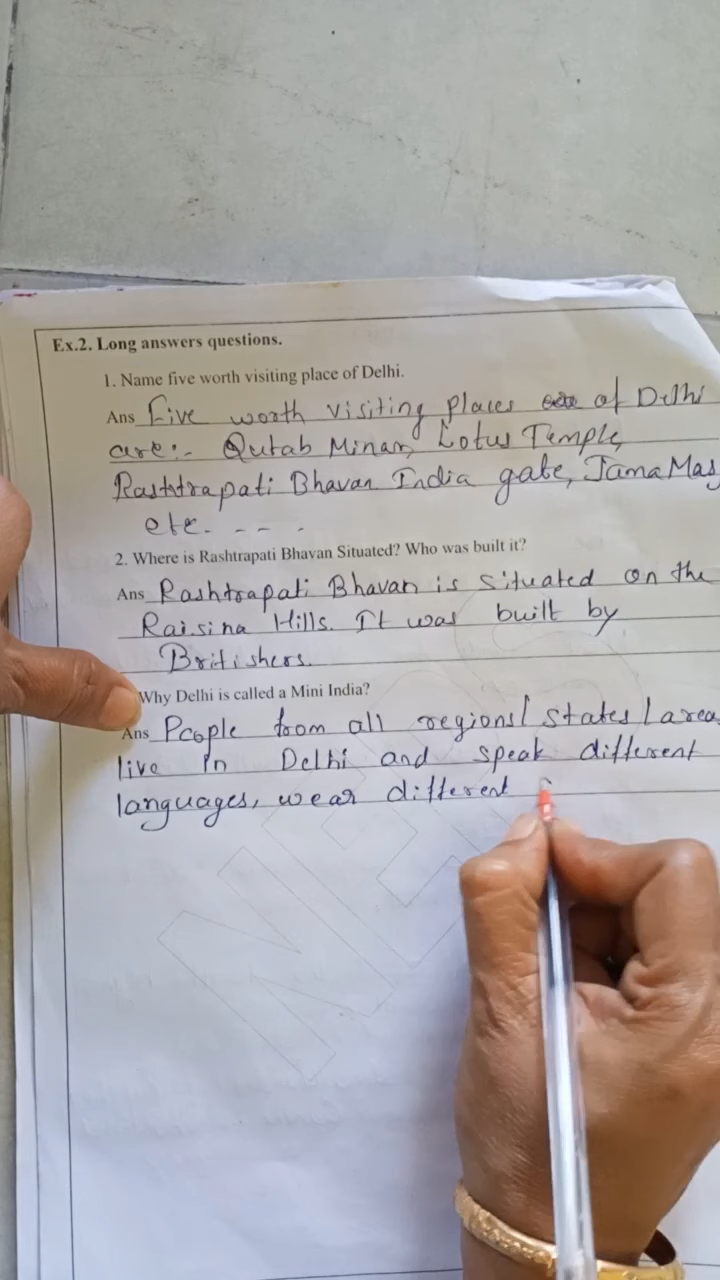 Ex.2. Long answers questions.
1. Name five worth visiting place of Delhi.
Ans Five worth visiting places of Delhi
are:- Qutab Minar, Lotus Temple,
Rashtrapati Bhavan India gate, Jama Mas
etc. - - - .
2. Where is Rashtrapati Bhavan Situated? Who was built it?
Ans Rashtrapati Bhavan is situated on the
Raisina Hills. It was built by
Britishers.
Why Delhi is called a Mini India?
Ans People from all regions/ states/area
live in Delhi and speak different
languages, wear different